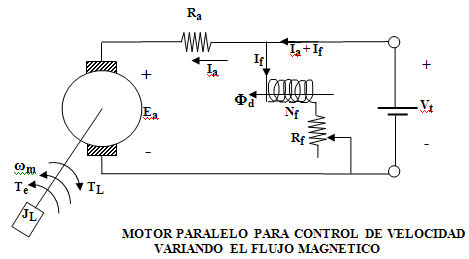 Ra
Ia + If
If
Ia
+
Ea
-
Φd
Nf
Rf
+
Vt
-
ωm
Te
TL
JL
MOTOR PARALELO PARA CONTROL DE VELOCIDAD
VARIANDO EL FLUJO MAGNETICO